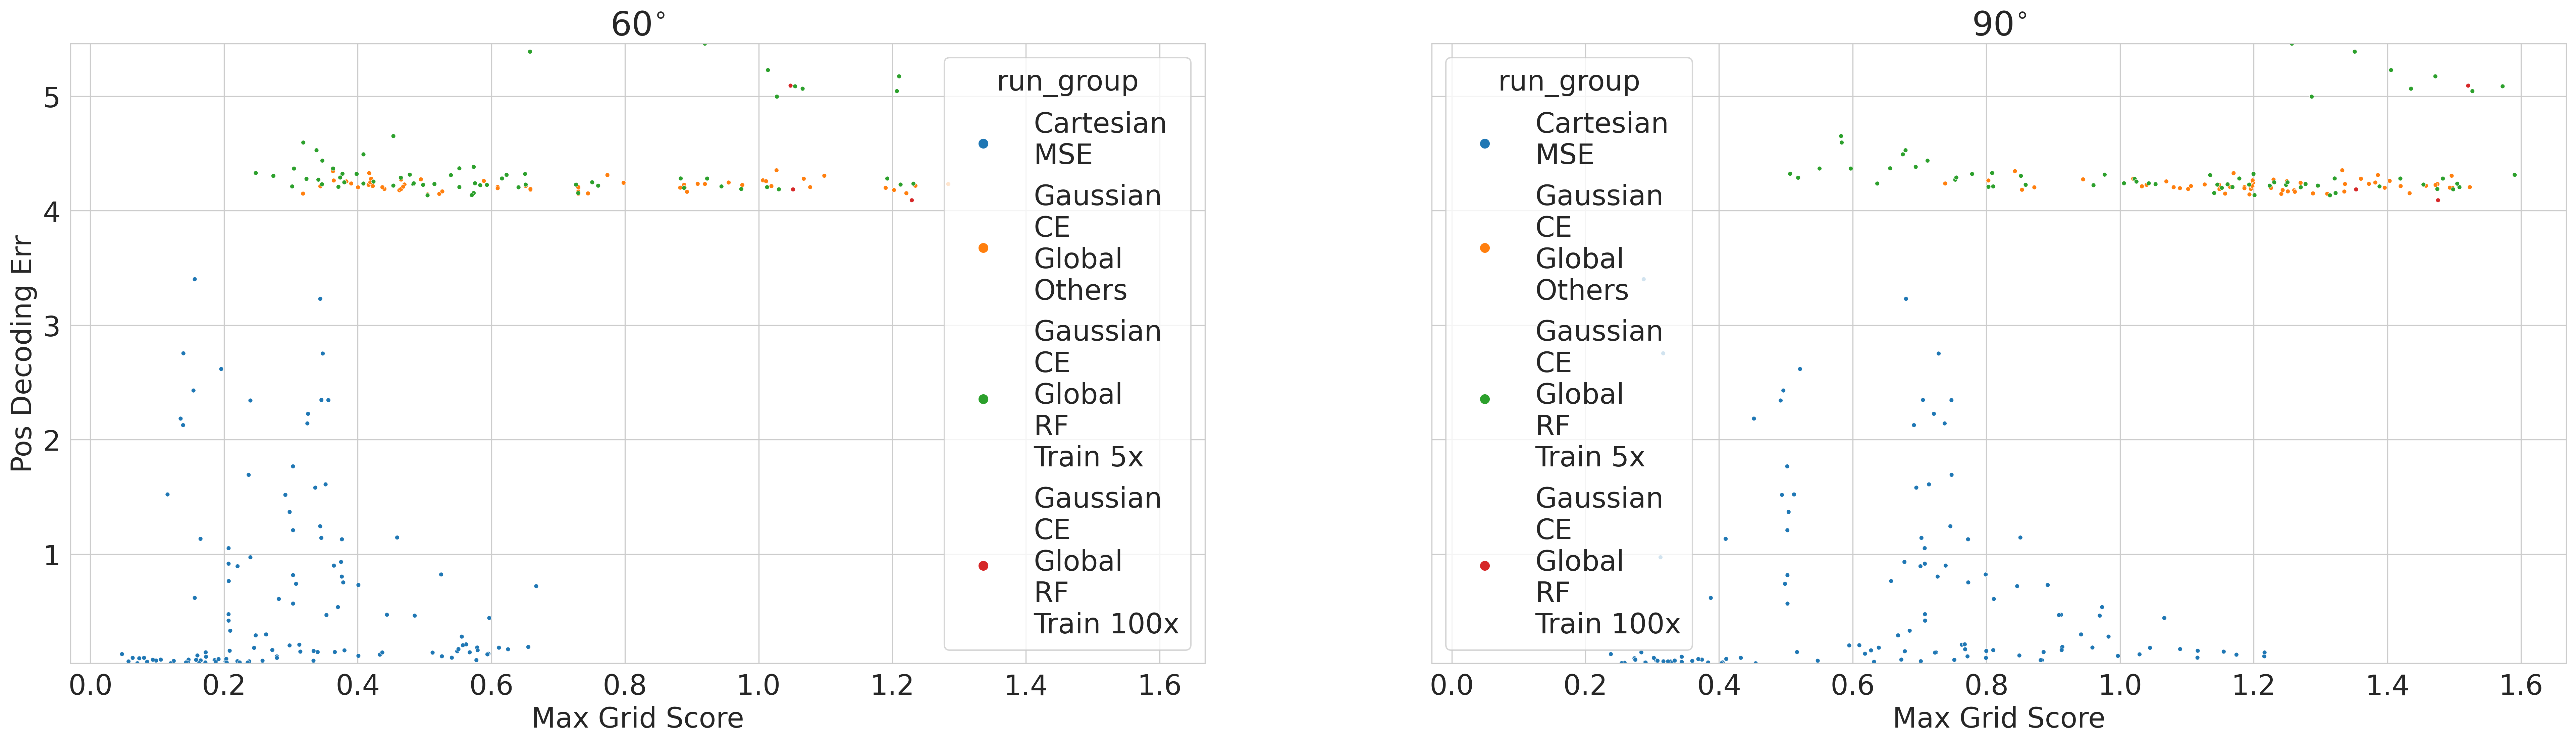 60°
Pos Decoding Err
5
4
3
2
1
0.0 0.2 0.4 0.6 0.8 1.0 1.2 1.4 1.6
Max Grid Score
run_group
Cartesian
MSE
Gaussian
CE
Global
Others
Gaussian
CE
Global
RF
Train 5x
Gaussian
CE
Global
RF
Train 100x
90°
run_group
Cartesian
MSE
Gaussian
CE
Global
Others
Gaussian
CE
Global
RF
Train 5x
Gaussian
CE
Global
RF
Train 100x
0.0 0.2 0.4 0.6 0.8 1.0 1.2 1.4 1.6
Max Grid Score